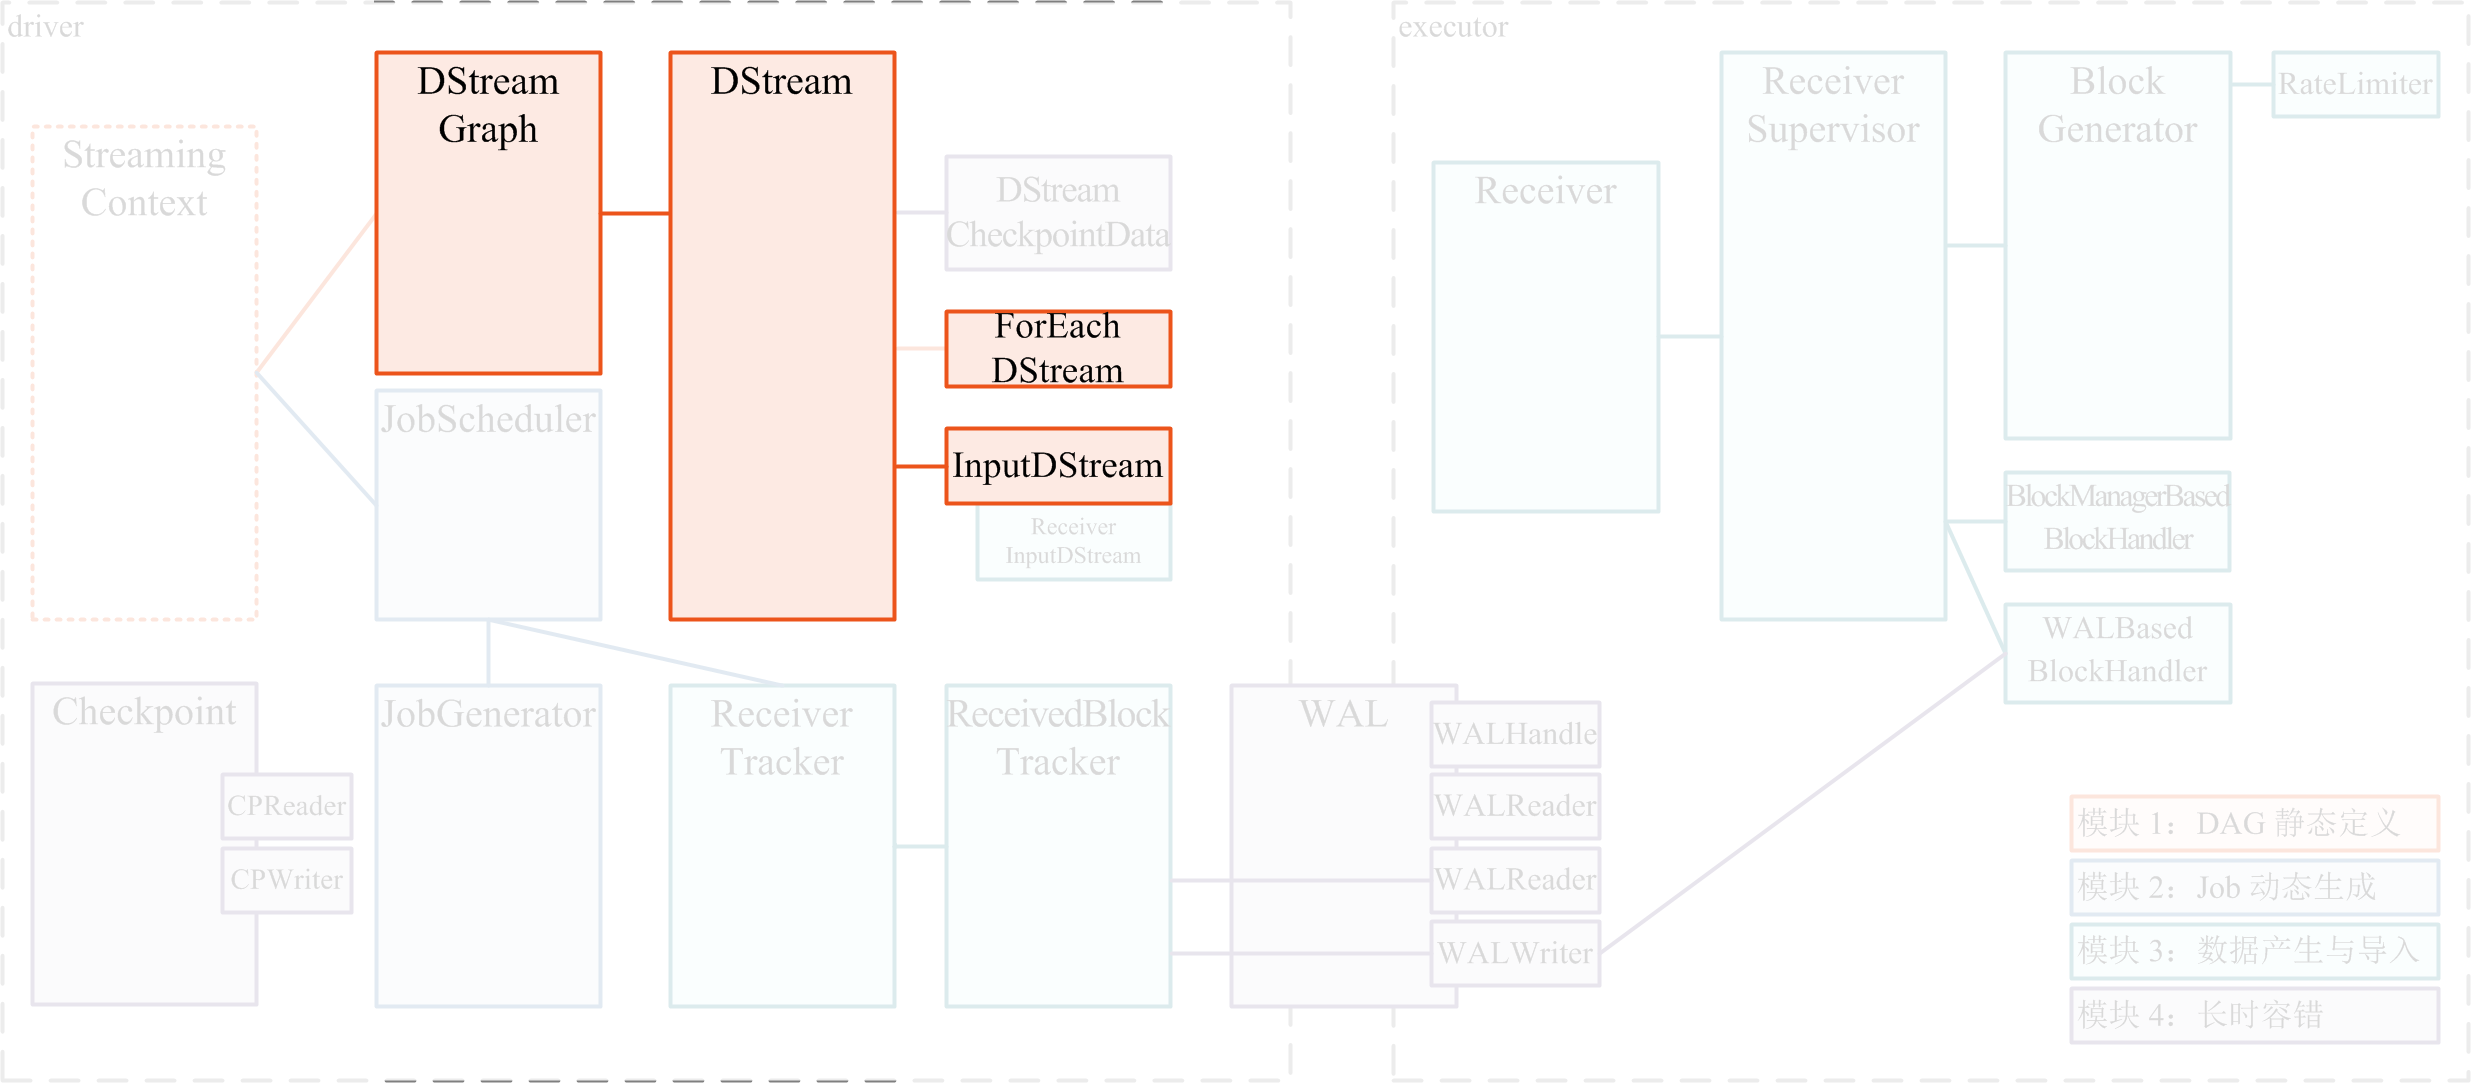 driver
executor
DStream
Graph
DStream
Receiver
Supervisor
Block
Generator
RateLimiter
Streaming
Context
DStream
CheckpointData
Receiver
ForEach
DStream
JobScheduler
InputDStream
Receiver
InputDStream
BlockManagerBased
BlockHandler
WALBased
BlockHandler
Checkpoint
JobGenerator
Receiver
Tracker
ReceivedBlock
Tracker
WAL
WALHandle
CPReader
WALReader
CPWriter
WALReader
WALWriter
模块 1：DAG 静态定义
模块 2：Job 动态生成
模块 3：数据产生与导入
模块 4：长时容错